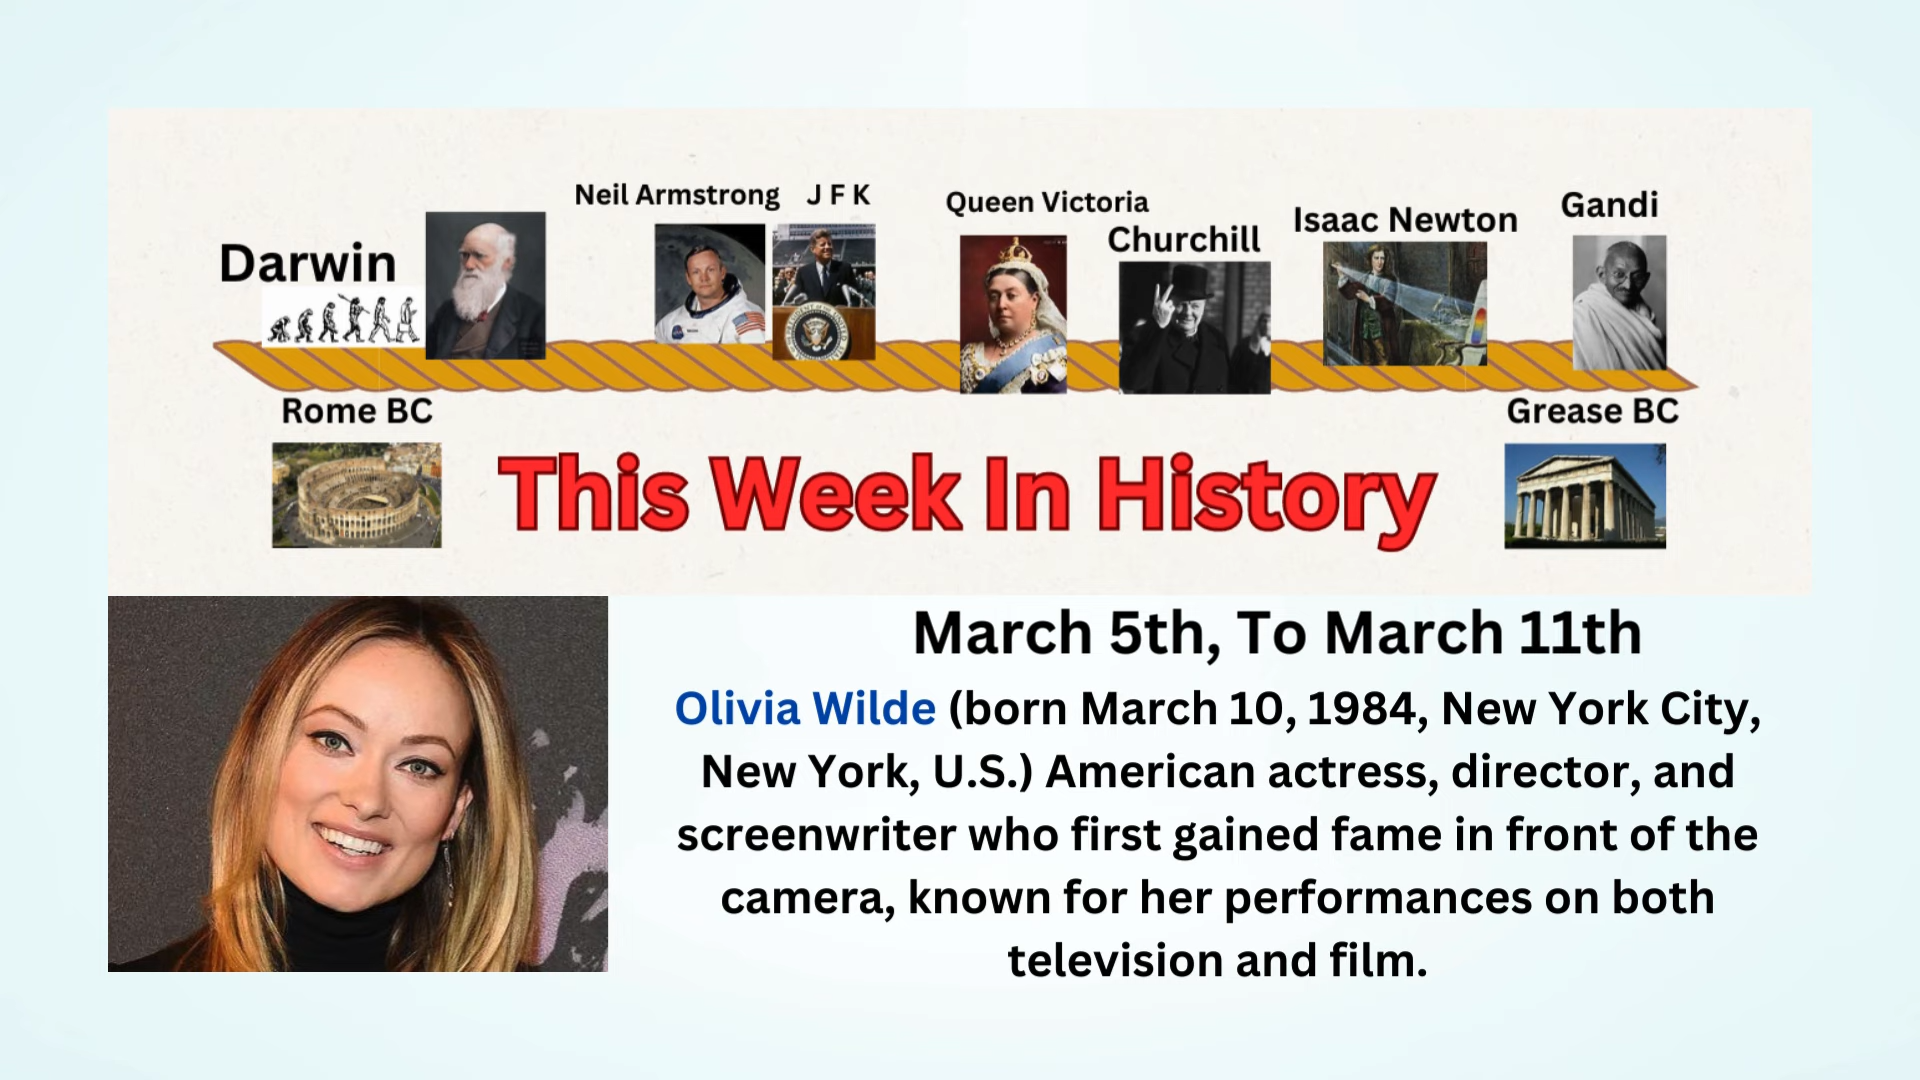 Neil Armstrong J F K
Queen Victoria
Gandi
Isaac Newton
Churchill
Darwin
Rome BC
Grease BC
This Week In History
March 5th, To March 11th
Olivia Wilde (born March 10, 1984, New York City,
New York, U.S.) American actress, director, and
screenwriter who first gained fame in front of the
camera, known for her performances on both
television and film.